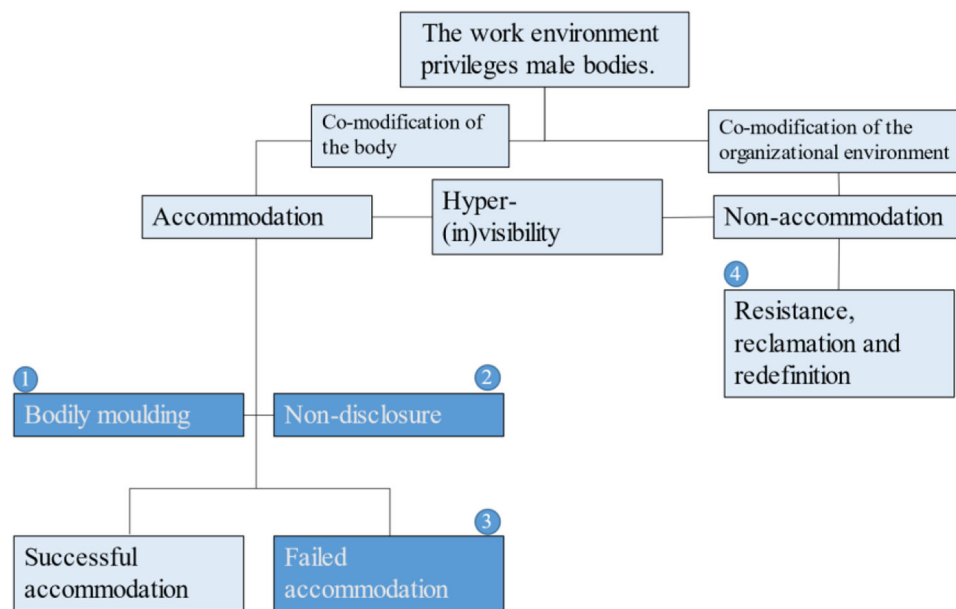 The work environment
privileges male bodies.
Co-modification of
the body
Co-modification of the
organizational environment
Accommodation
Hyper-
(in)visibility
Non-accommodation
4
Resistance,
reclamation and
redefinition
1
Bodily moulding
2
Non-disclosure
Successful
accommodation
3
Failed
accommodation